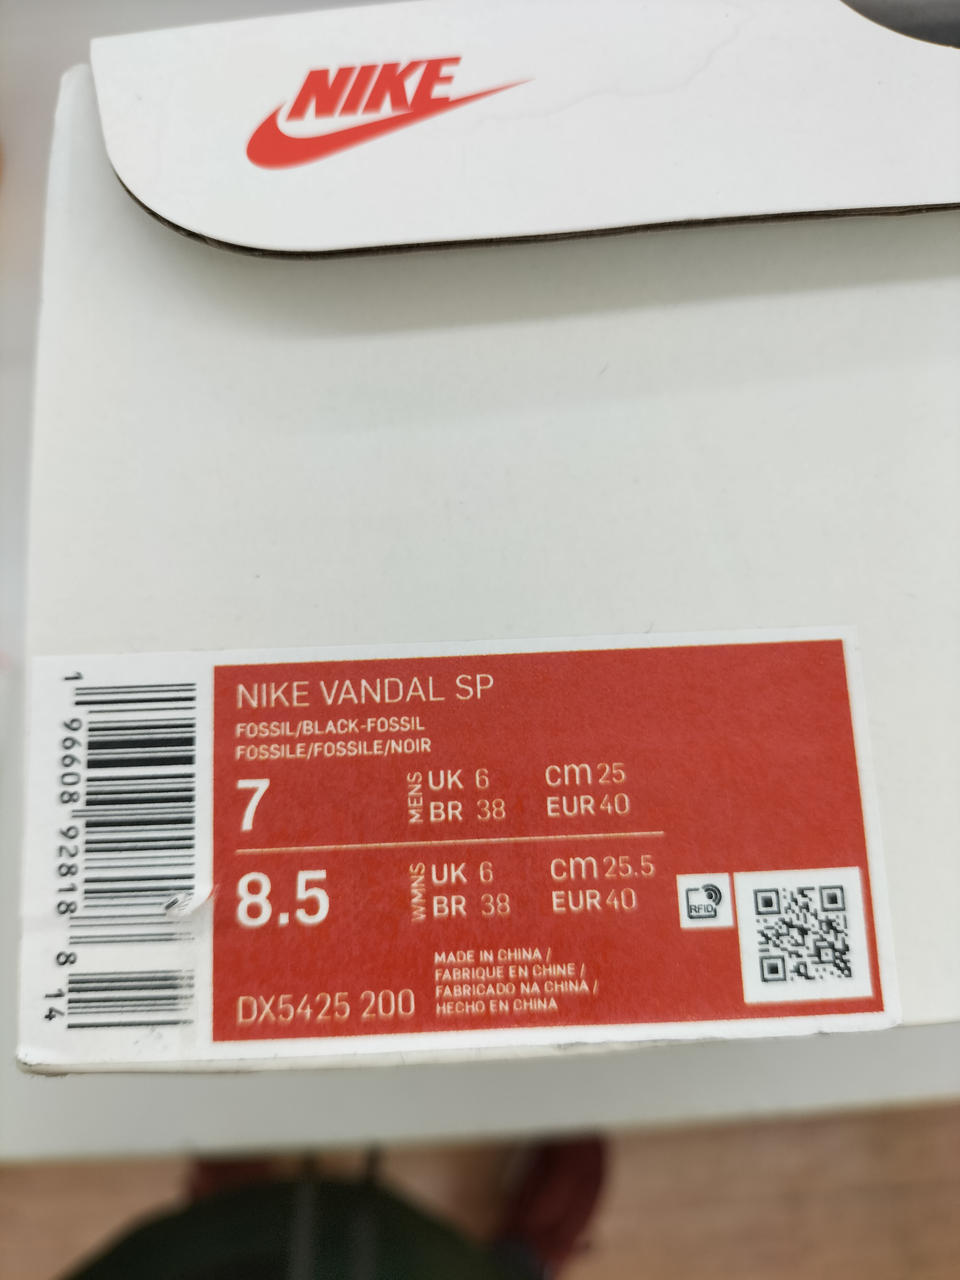 NIKE
NIKE VANDAL SP
FOSSIL/BLACK-FOSSIL
FOSSILE/FOSSILE/NOIR
7 MENS UK 6 cm 25
BR 38 EUR 40
8.5 WMNS UK 6 cm 25.5
BR 38 EUR 40
RFID
MADE IN CHINA /
FABRIQUE EN CHINE /
FABRICADO NA CHINA /
HECHO EN CHINA
DX5425 200
1 96608 92818 8 14